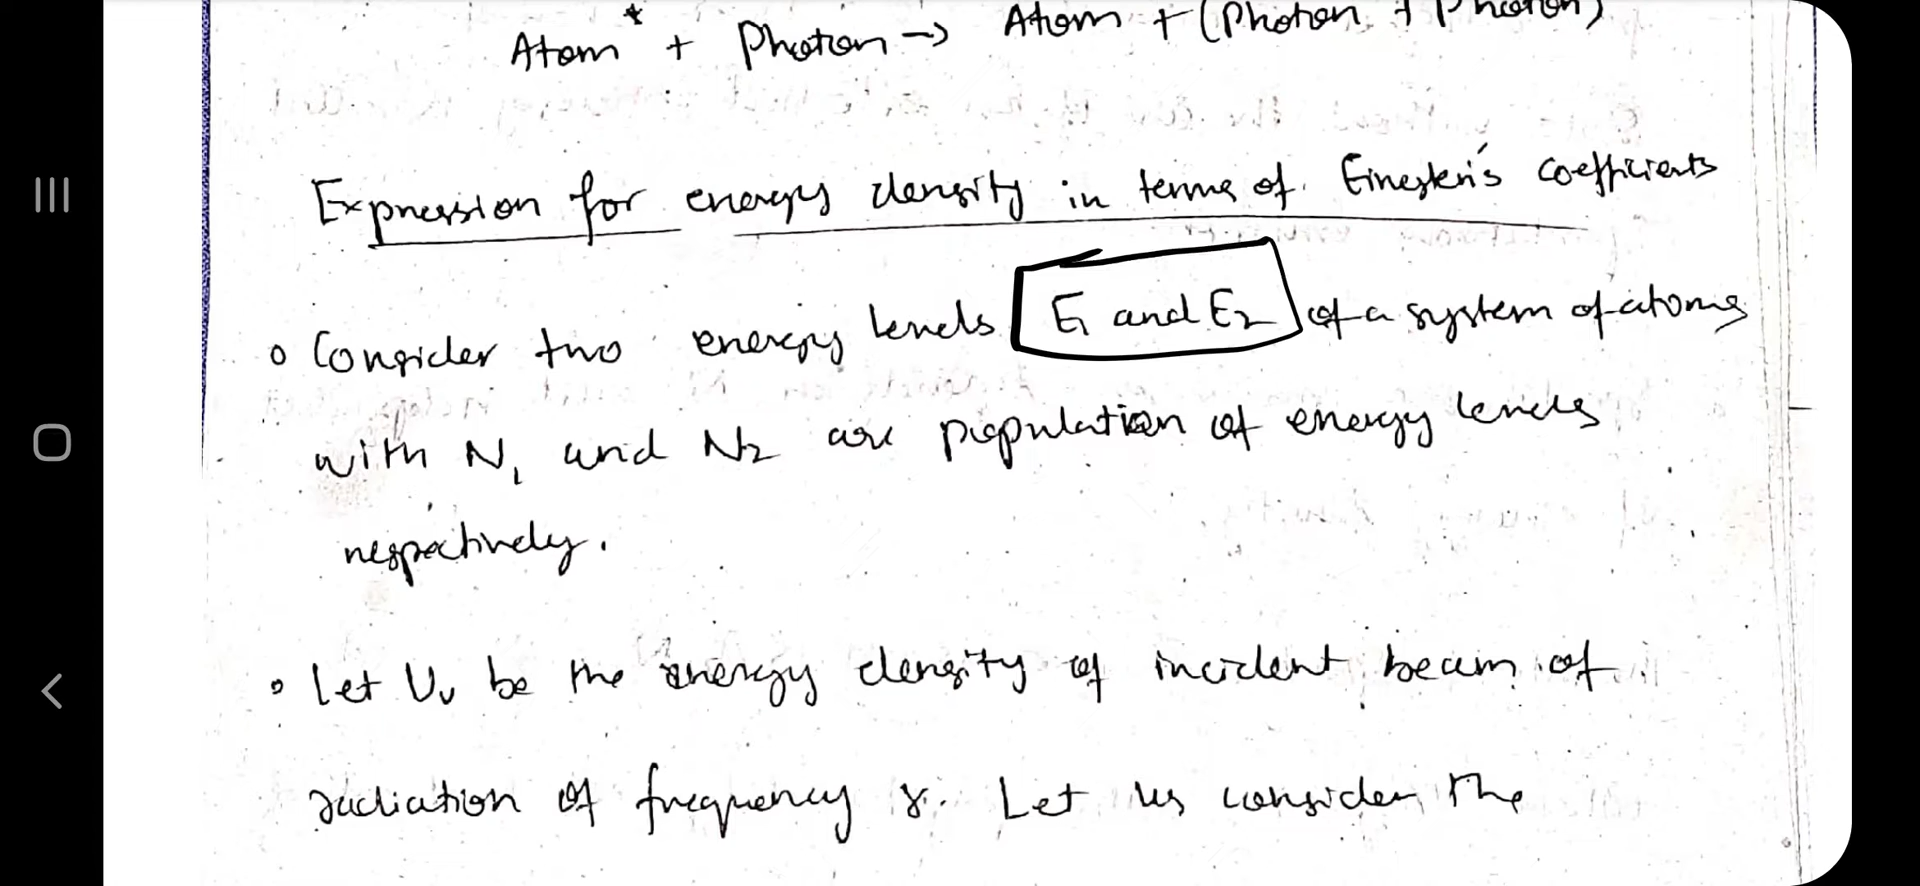 Atom* + Photon → Atom + (Photon + Photon)
Expression for energy density in terms of Einstein's coefficients
o Consider two energy levels E₁ and E₂ of a system of atoms
with N₁ and N₂ are population of energy levels
respectively.
o Let Uν be the energy density of incident beam of
radiation of frequency γ. Let us consider the